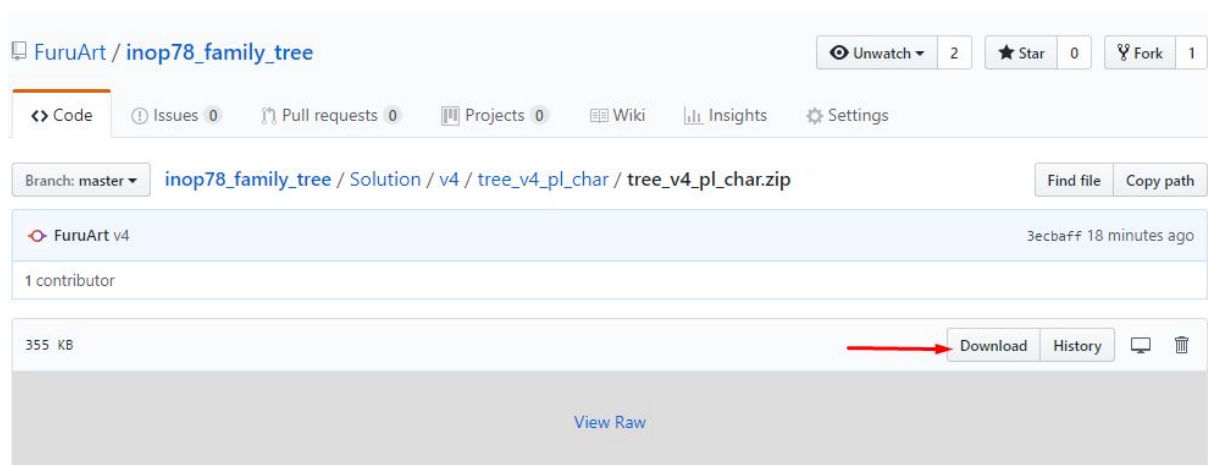 FuruArt / inop78_family_tree Unwatch 2 Star 0 Fork 1
Code Issues 0 Pull requests 0 Projects 0 Wiki Insights Settings
Branch: master inop78_family_tree / Solution / v4 / tree_v4_pl_char / tree_v4_pl_char.zip Find file Copy path
FuruArt v4 3ecbaff 18 minutes ago
1 contributor
355 KB Download History
View Raw